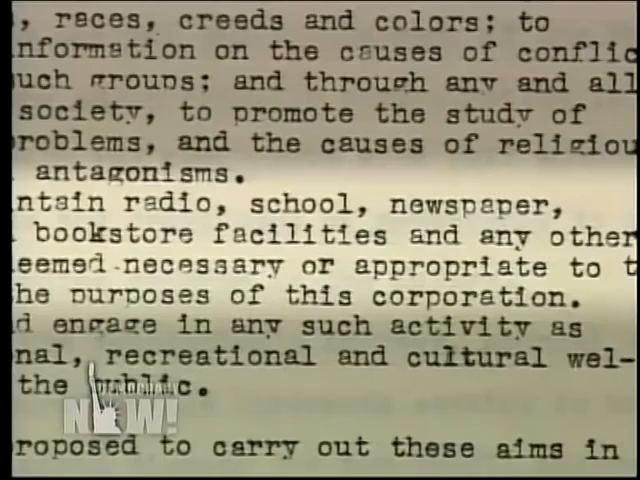 , races, creeds and colors; to
nformation on the causes of conflic
uch groups; and through any and all
society, to promote the study of
roblems, and the causes of religiou
antagonisms.
ntain radio, school, newspaper,
bookstore facilities and any other
eemed necessary or appropriate to t
he purposes of this corporation.
d engage in any such activity as
nal, recreational and cultural wel-
the public.
NOW!
roposed to carry out these aims in